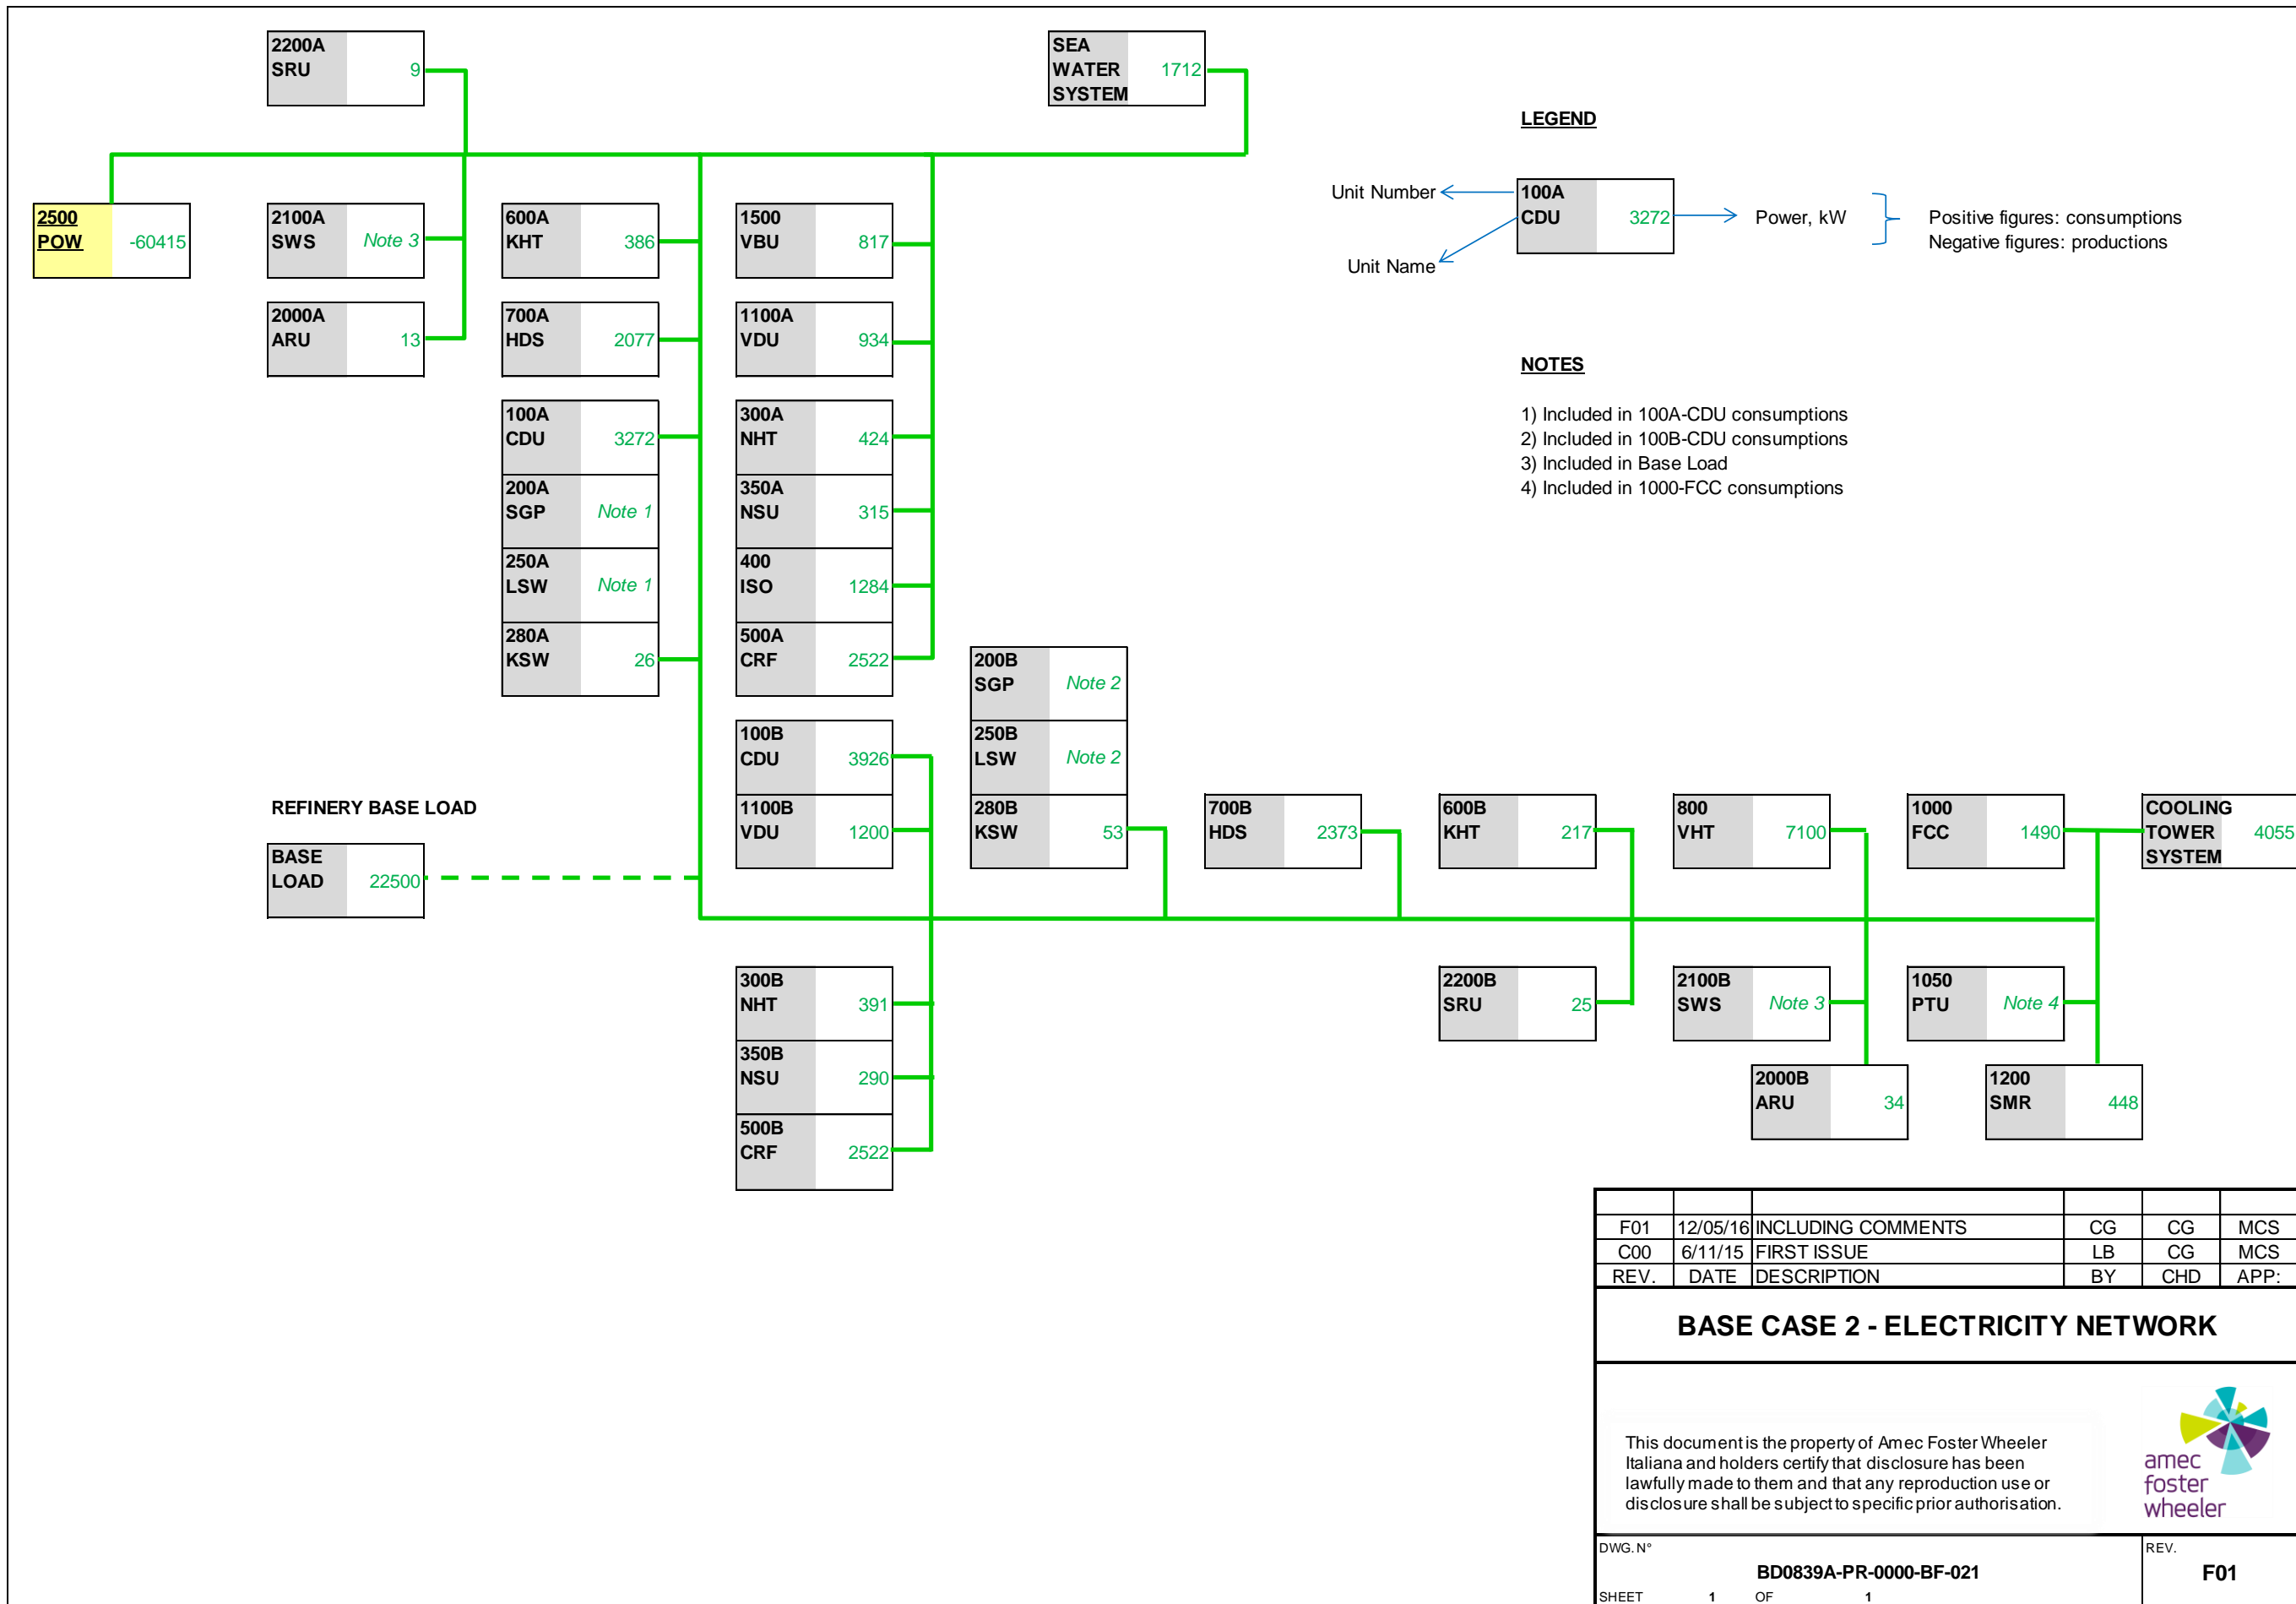 2200A
SRU 9
SEA
WATER 1712
SYSTEM
LEGEND
Unit Number
100A
CDU 3272
Power, kW
Positive figures: consumptions
Negative figures: productions
Unit Name
2500
POW -60415
2100A
SWS Note 3
600A
KHT 386
1500
VBU 817
2000A
ARU 13
700A
HDS 2077
1100A
VDU 934
NOTES
1) Included in 100A-CDU consumptions
2) Included in 100B-CDU consumptions
3) Included in Base Load
4) Included in 1000-FCC consumptions
100A
CDU 3272
300A
NHT 424
200A
SGP Note 1
350A
NSU 315
250A
LSW Note 1
400
ISO 1284
280A
KSW 26
500A
CRF 2522
200B
SGP Note 2
100B
CDU 3926
250B
LSW Note 2
REFINERY BASE LOAD
1100B
VDU 1200
280B
KSW 53
700B
HDS 2373
600B
KHT 217
800
VHT 7100
1000
FCC 1490
COOLING
TOWER 4055
SYSTEM
BASE
LOAD 22500
300B
NHT 391
2200B
SRU 25
2100B
SWS Note 3
1050
PTU Note 4
350B
NSU 290
2000B
ARU 34
1200
SMR 448
500B
CRF 2522
F01 12/05/16 INCLUDING COMMENTS CG CG MCS
C00 6/11/15 FIRST ISSUE LB CG MCS
REV. DATE DESCRIPTION BY CHD APP:
BASE CASE 2 - ELECTRICITY NETWORK
This document is the property of Amec Foster Wheeler
Italiana and holders certify that disclosure has been
lawfully made to them and that any reproduction use or
disclosure shall be subject to specific prior authorisation.
amec
foster
wheeler
DWG. N° REV.
BD0839A-PR-0000-BF-021 F01
SHEET 1 OF 1